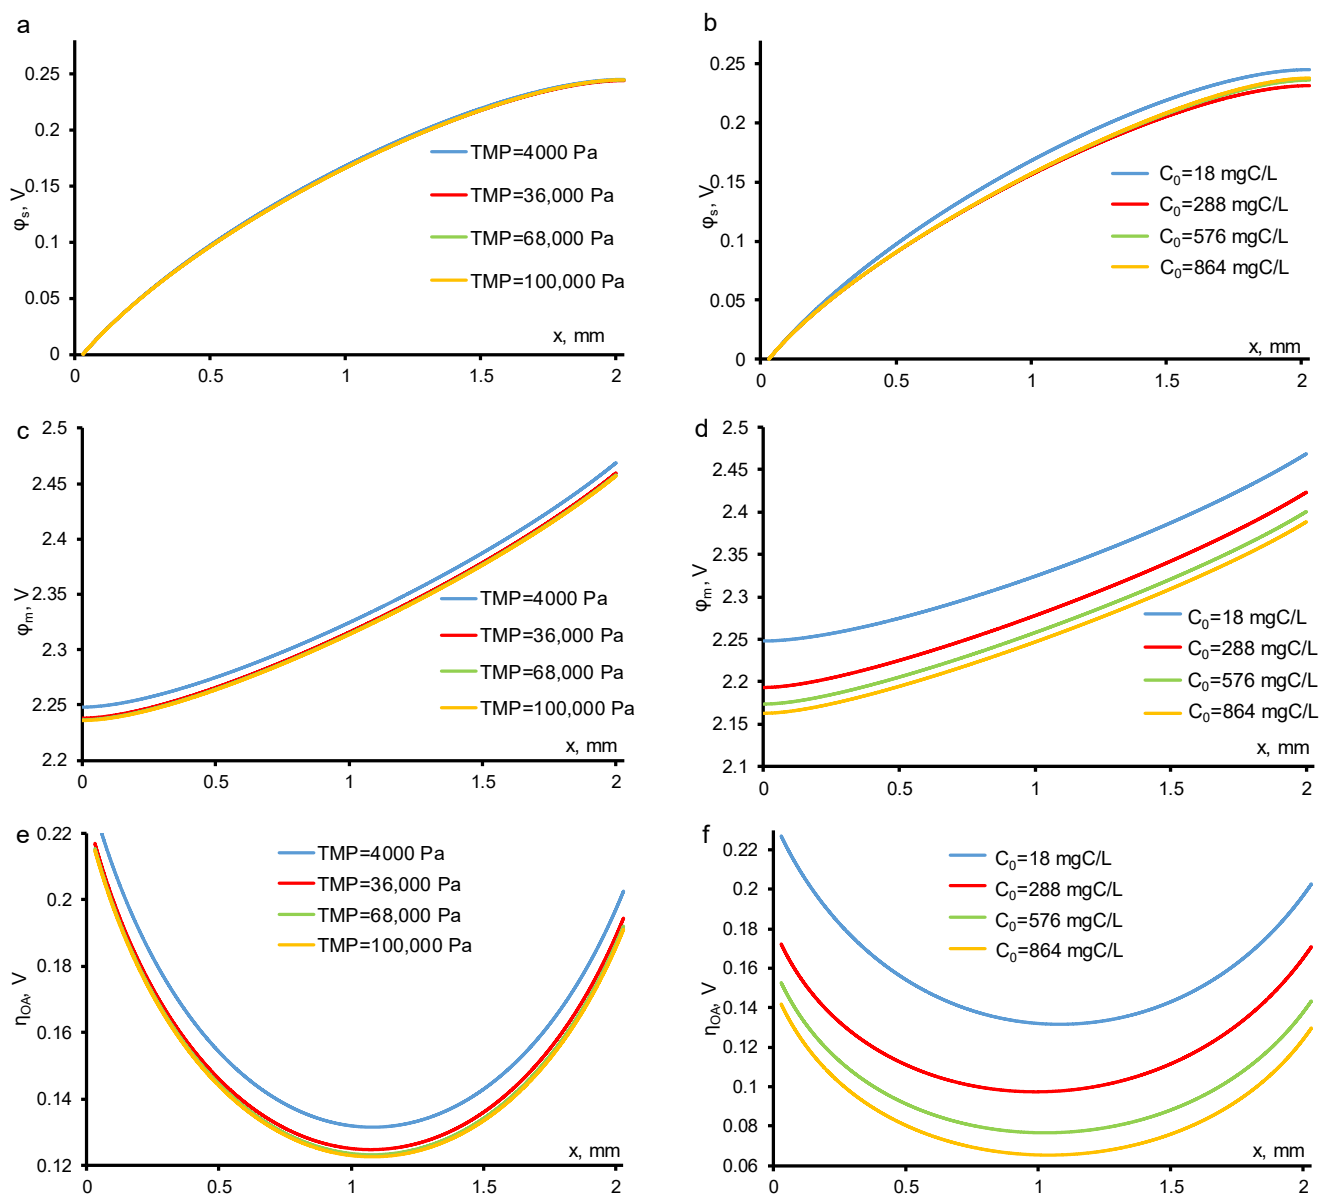 a
0.25
0.2
0.15
0.1
0.05
0
φs, V
TMP=4000 Pa
TMP=36,000 Pa
TMP=68,000 Pa
TMP=100,000 Pa
x, mm
0 0.5 1 1.5 2
b
0.25
0.2
0.15
0.1
0.05
0
φs, V
C0=18 mgC/L
C0=288 mgC/L
C0=576 mgC/L
C0=864 mgC/L
x, mm
0 0.5 1 1.5 2
c
2.5
2.45
2.4
2.35
2.3
2.25
2.2
φm, V
TMP=4000 Pa
TMP=36,000 Pa
TMP=68,000 Pa
TMP=100,000 Pa
x, mm
0 0.5 1 1.5 2
d
2.5
2.45
2.4
2.35
2.3
2.25
2.2
2.15
2.1
φm, V
C0=18 mgC/L
C0=288 mgC/L
C0=576 mgC/L
C0=864 mgC/L
x, mm
0 0.5 1 1.5 2
e
0.22
0.2
0.18
0.16
0.14
0.12
ηOA, V
TMP=4000 Pa
TMP=36,000 Pa
TMP=68,000 Pa
TMP=100,000 Pa
x, mm
0 0.5 1 1.5 2
f
0.22
0.2
0.18
0.16
0.14
0.12
0.1
0.08
0.06
ηOA, V
C0=18 mgC/L
C0=288 mgC/L
C0=576 mgC/L
C0=864 mgC/L
x, mm
0 0.5 1 1.5 2